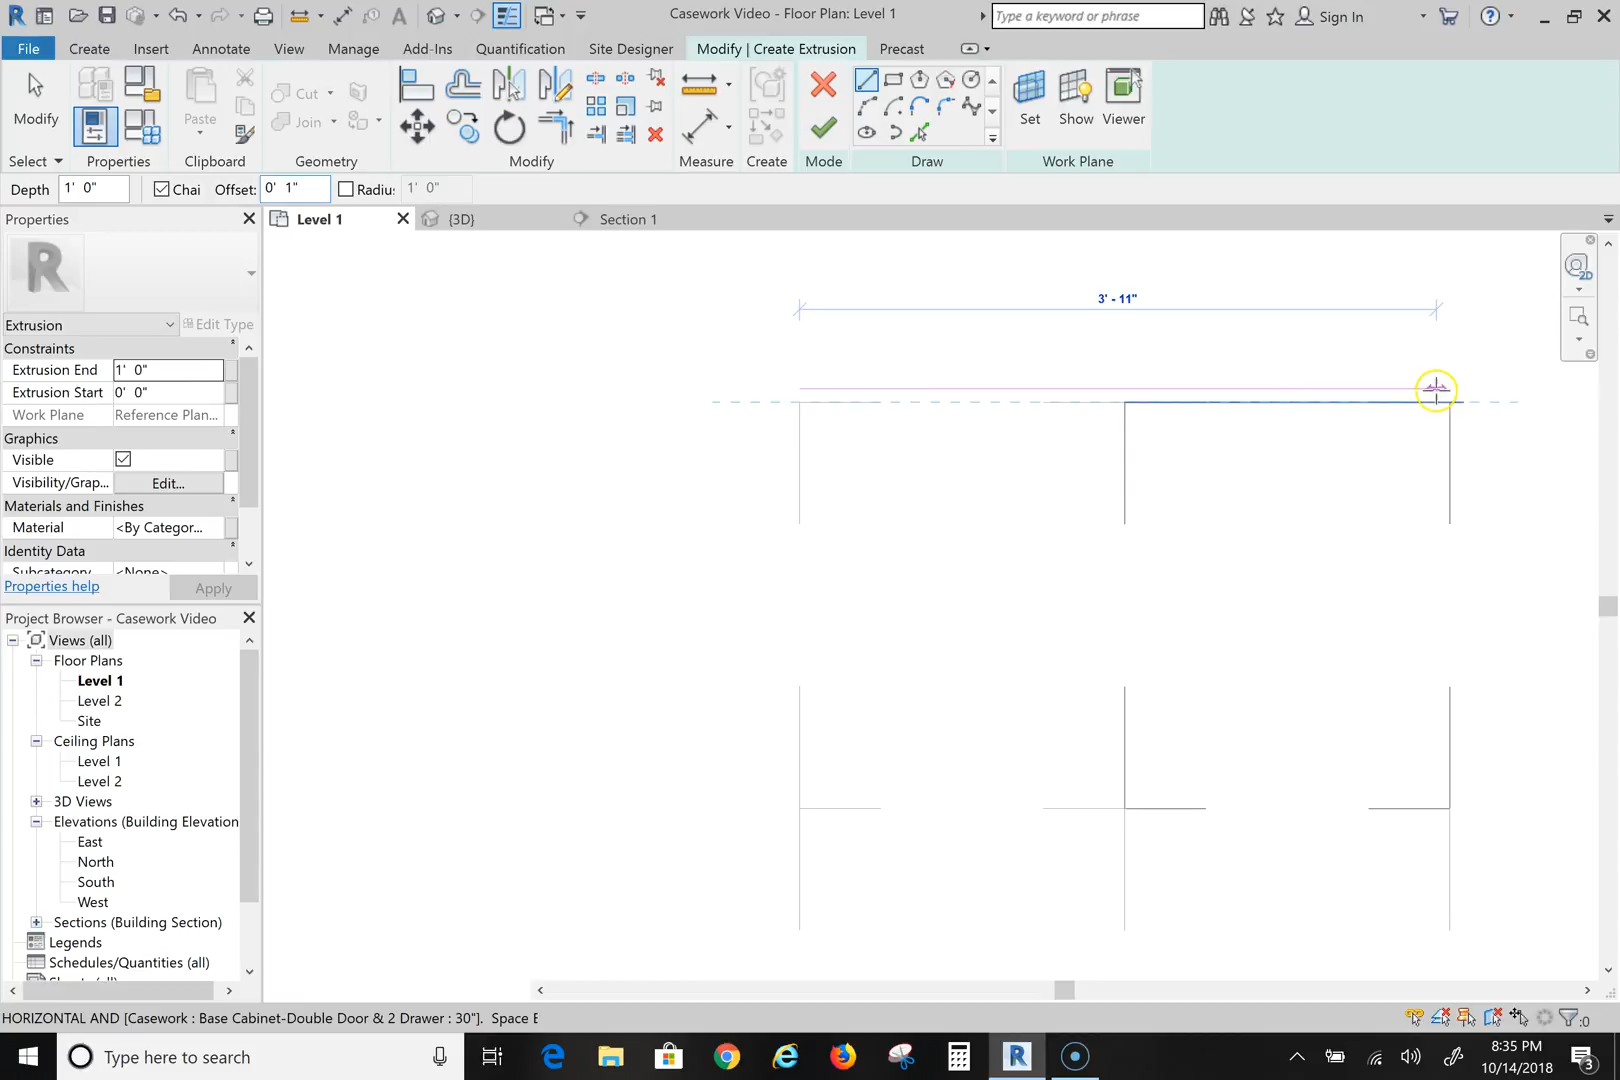 Casework Video - Floor Plan: Level 1
Type a keyword or phrase
Sign In
File
Create
Insert
Annotate
View
Manage
Add-Ins
Quantification
Site Designer
Modify | Create Extrusion
Precast
Modify
Paste
Cut
Join
Set
Show
Viewer
Select
Properties
Clipboard
Geometry
Modify
Measure
Create
Mode
Draw
Work Plane
Depth 1' 0" Chai Offset: 0' 1" Radius 1' 0"
Properties
Level 1
{3D}
Section 1
2D
R
3' - 11"
Extrusion
Edit Type
Constraints
Extrusion End 1' 0"
Extrusion Start 0' 0"
Work Plane Reference Plan...
Graphics
Visible
Visibility/Grap... Edit...
Materials and Finishes
Material <By Categor...
Identity Data
Subcategory <None>
Properties help
Apply
Project Browser - Casework Video
Views (all)
Floor Plans
Level 1
Level 2
Site
Ceiling Plans
Level 1
Level 2
3D Views
Elevations (Building Elevation
East
North
South
West
Sections (Building Section)
Legends
Schedules/Quantities (all)
HORIZONTAL AND [Casework : Base Cabinet-Double Door & 2 Drawer : 30"]. Space E
:0
Type here to search
8:35 PM
10/14/2018
3